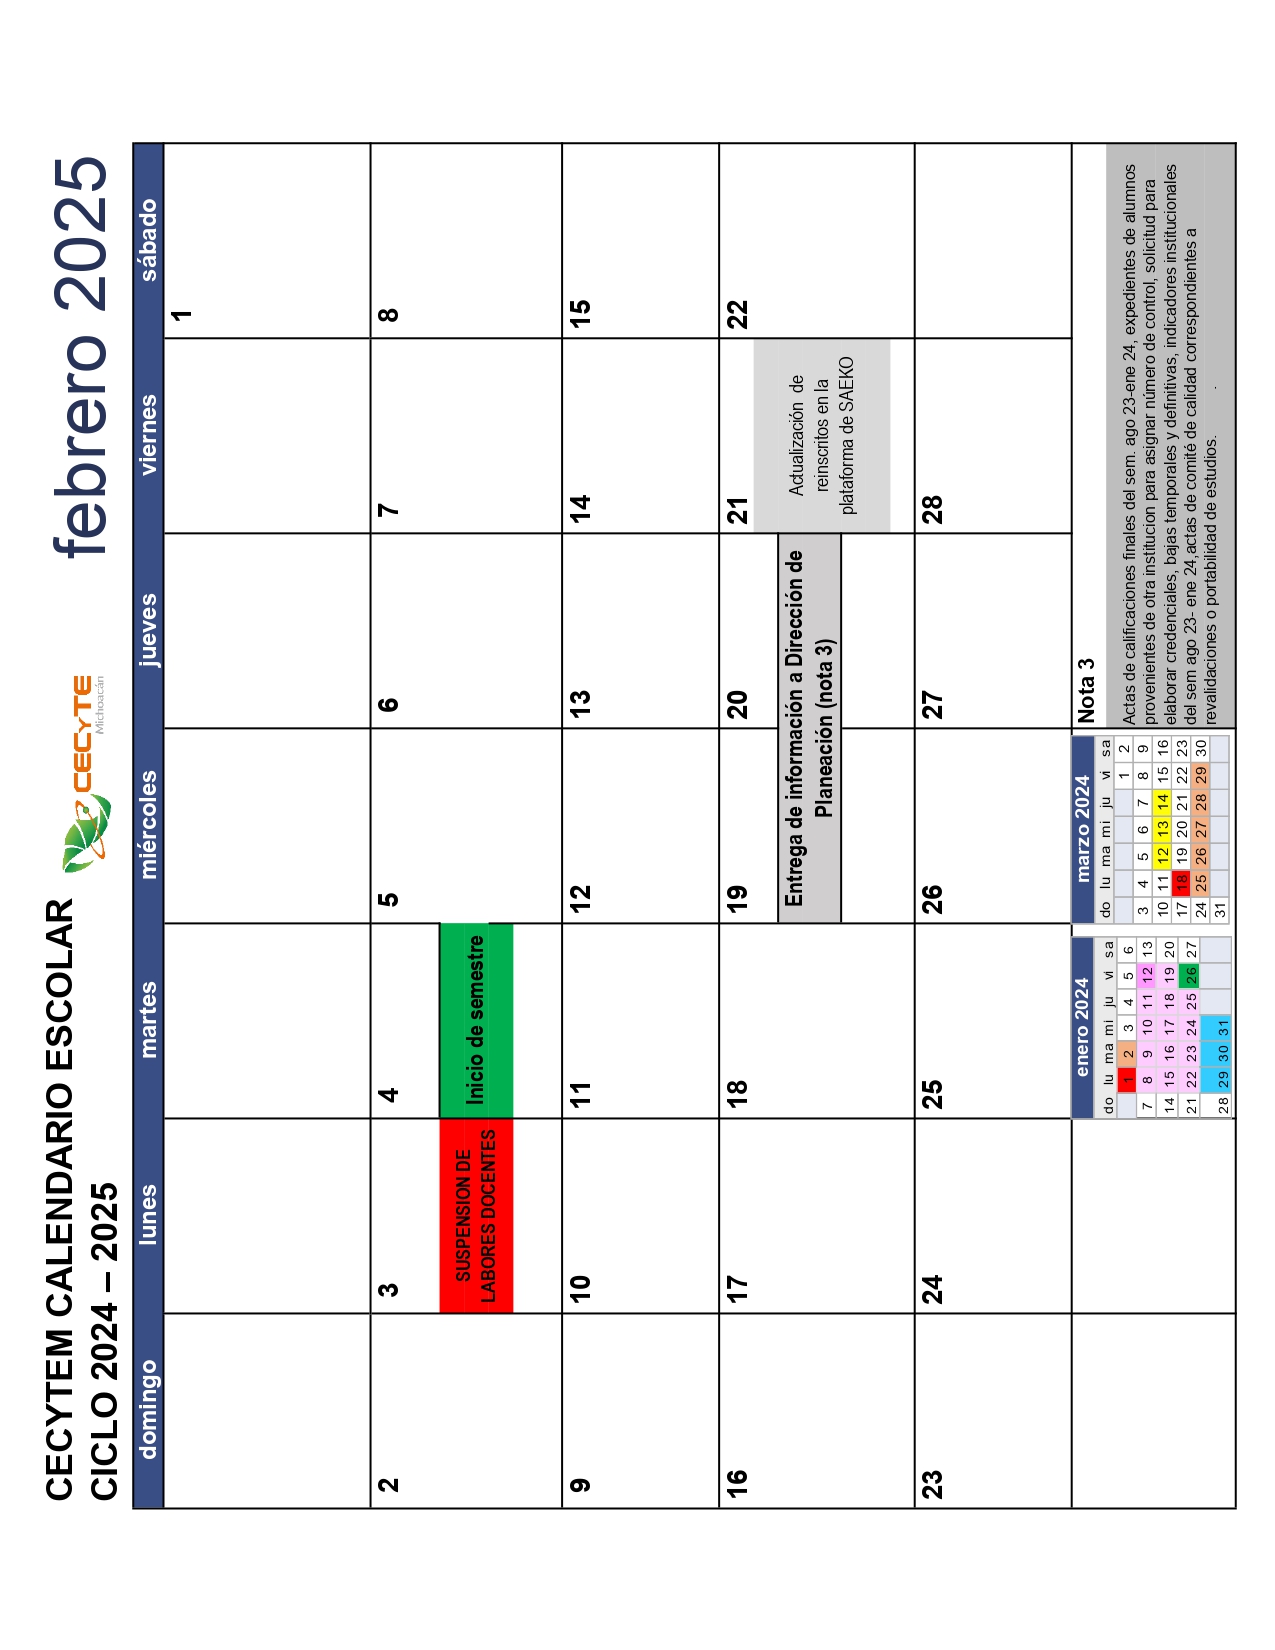 CECYTEM CALENDARIO ESCOLAR
CICLO 2024 – 2025
CECyTE
Michoacán
febrero 2025
domingo lunes martes miércoles jueves viernes sábado
1
2 3 4 5 6 7 8
SUSPENSION DE
LABORES DOCENTES
Inicio de semestre
9 10 11 12 13 14 15
16 17 18 19 20 21 22
Entrega de información a Dirección de
Planeación (nota 3)
Actualización de
reinscritos en la
plataforma de SAEKO
23 24 25 26 27 28
enero 2024
do lu ma mi ju vi sa
1 2 3 4 5 6
7 8 9 10 11 12 13
14 15 16 17 18 19 20
21 22 23 24 25 26 27
28 29 30 31
marzo 2024
do lu ma mi ju vi sa
1 2
3 4 5 6 7 8 9
10 11 12 13 14 15 16
17 18 19 20 21 22 23
24 25 26 27 28 29 30
31
Nota 3
Actas de calificaciones finales del sem. ago 23-ene 24, expedientes de alumnos
provenientes de otra institucion para asignar número de control, solicitud para
elaborar credenciales, bajas temporales y definitivas, indicadores institucionales
del sem ago 23- ene 24,actas de comité de calidad correspondientes a
revalidaciones o portabilidad de estudios. .